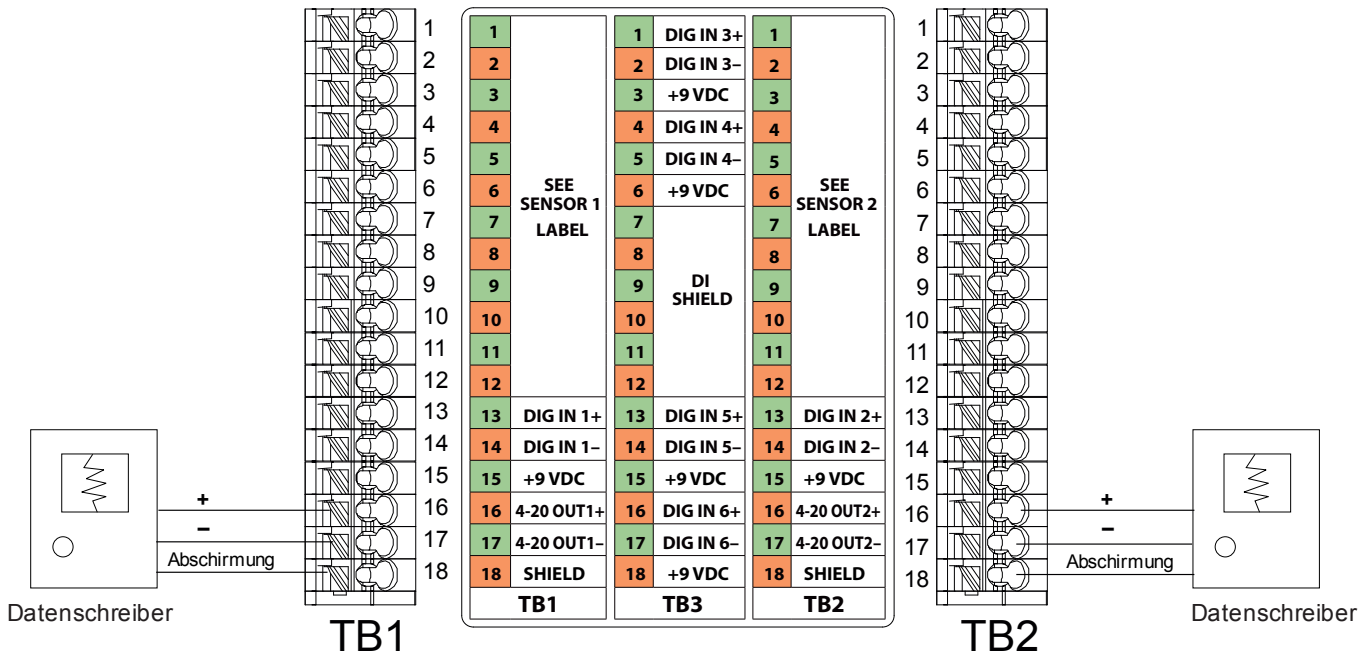 1
2
3
4
5
6
7
8
9
10
11
12
13
14
15
16
17
18
TB1
+
–
Abschirmung
Datenschreiber
1
2
3
4
5
6
7
8
9
10
11
12
SEE
SENSOR 1
LABEL
13 DIG IN 1+
14 DIG IN 1–
15 +9 VDC
16 4-20 OUT1+
17 4-20 OUT1–
18 SHIELD
TB1
1 DIG IN 3+
2 DIG IN 3–
3 +9 VDC
4 DIG IN 4+
5 DIG IN 4–
6 +9 VDC
7
8
9
10
11
12
DI
SHIELD
13 DIG IN 5+
14 DIG IN 5–
15 +9 VDC
16 DIG IN 6+
17 DIG IN 6–
18 +9 VDC
TB3
1
2
3
4
5
6
7
8
9
10
11
12
SEE
SENSOR 2
LABEL
13 DIG IN 2+
14 DIG IN 2–
15 +9 VDC
16 4-20 OUT2+
17 4-20 OUT2–
18 SHIELD
TB2
1
2
3
4
5
6
7
8
9
10
11
12
13
14
15
16
17
18
TB2
+
–
Abschirmung
Datenschreiber